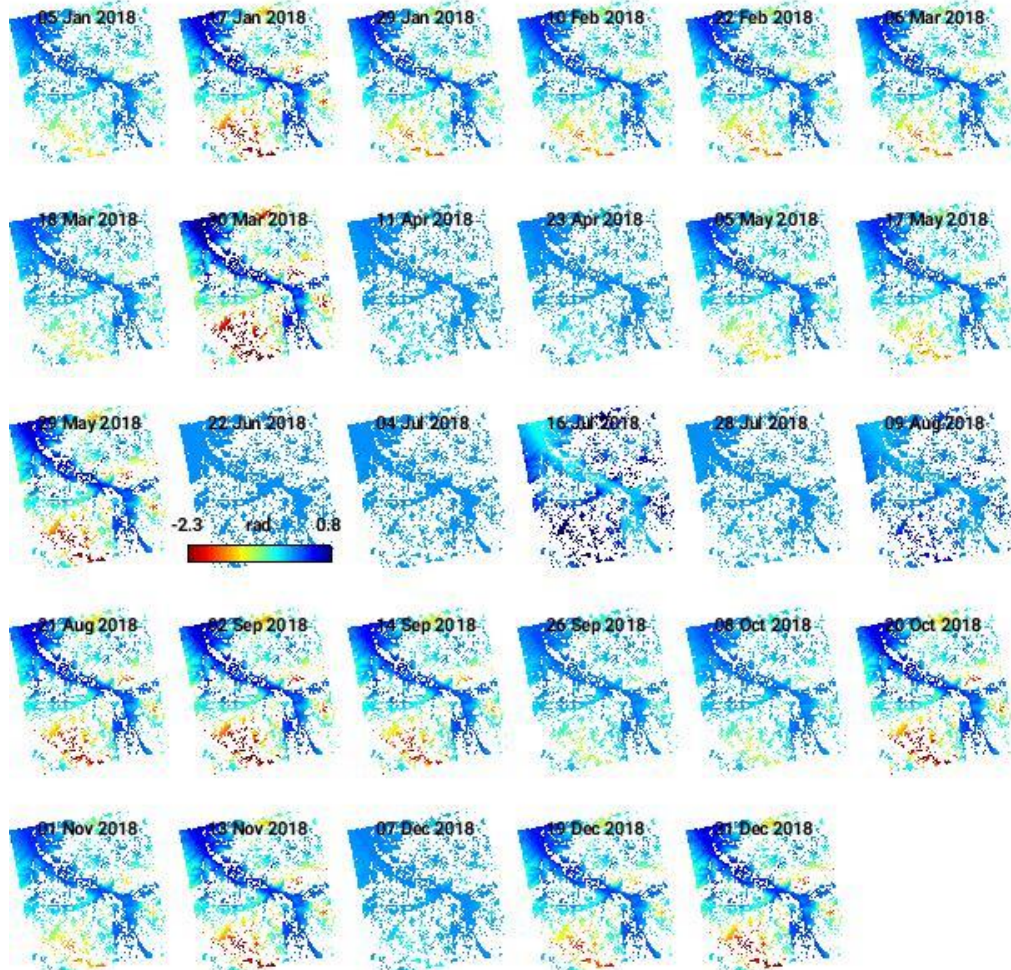 05 Jan 2018 17 Jan 2018 29 Jan 2018 10 Feb 2018 22 Feb 2018 06 Mar 2018
18 Mar 2018 30 Mar 2018 11 Apr 2018 23 Apr 2018 05 May 2018 17 May 2018
29 May 2018 22 Jun 2018 04 Jul 2018 16 Jul 2018 28 Jul 2018 09 Aug 2018
-2.3 rad 0.8
21 Aug 2018 02 Sep 2018 14 Sep 2018 26 Sep 2018 08 Oct 2018 20 Oct 2018
01 Nov 2018 13 Nov 2018 07 Dec 2018 19 Dec 2018 31 Dec 2018